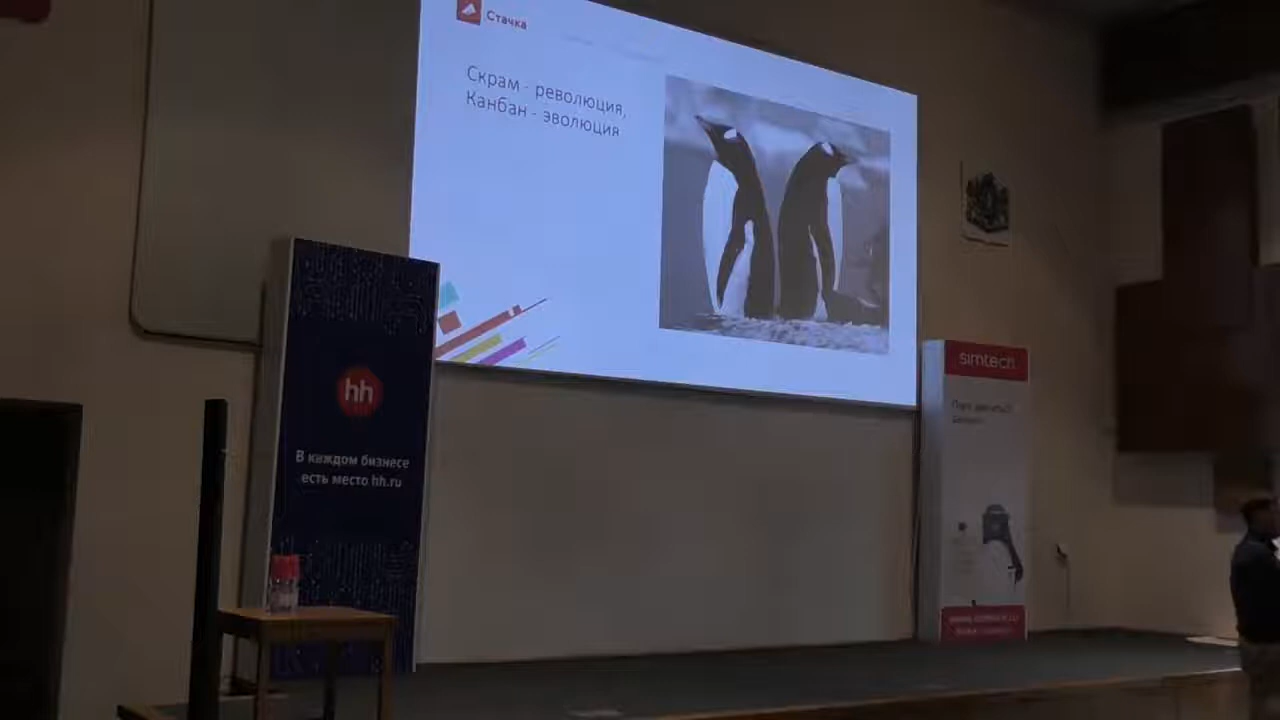 Стачка
Скрам - революция,
Канбан - эволюция
hh
В каждом бизнесе
есть место hh.ru
simtech